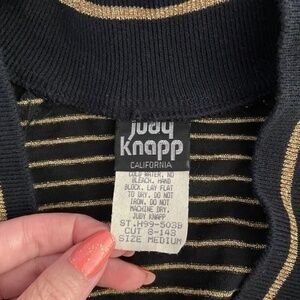 judy
knapp
CALIFORNIA
COLD WATER. NO
BLEACH. HAND
BLOCK. LAY FLAT
TO DRY. DO NOT
IRON. DO NOT
MACHINE DRY.
JUDY KNAPP
ST.H99-503B
CUT 8-148
SIZE MEDIUM